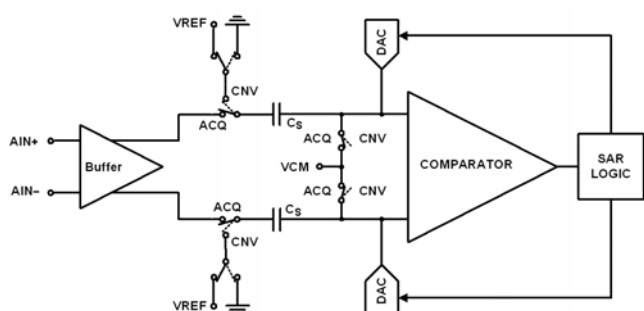 VREF
DAC
CNV
ACQ
CS
AIN+
Buffer
ACQ
CNV
VCM
COMPARATOR
SAR
LOGIC
ACQ
CNV
AIN−
ACQ
CS
CNV
DAC
VREF